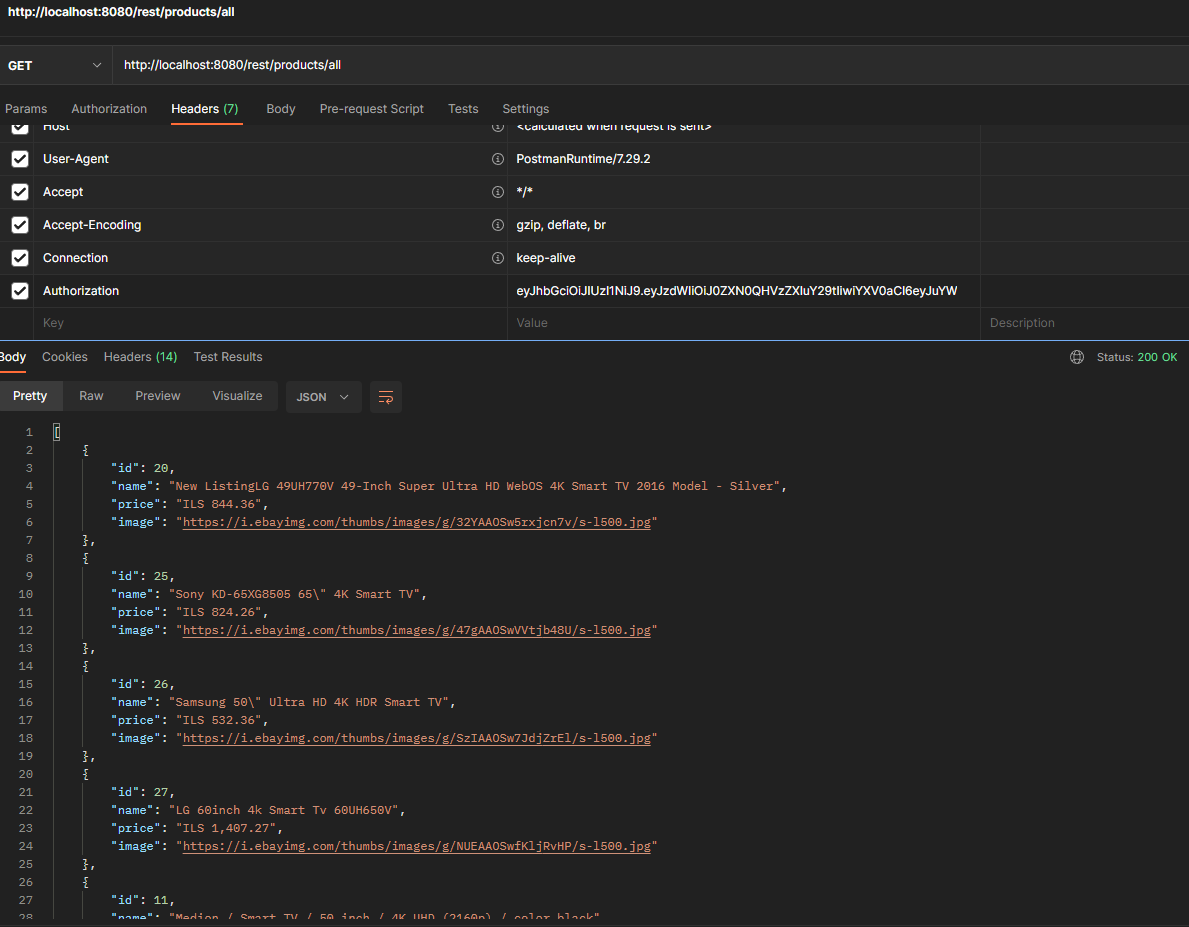 http://localhost:8080/rest/products/all
GET http://localhost:8080/rest/products/all
Params Authorization Headers (7) Body Pre-request Script Tests Settings
Host <calculated when request is sent>
User-Agent PostmanRuntime/7.29.2
Accept */*
Accept-Encoding gzip, deflate, br
Connection keep-alive
Authorization eyJhbGciOiJIUzI1NiJ9.eyJzdWIiOiJ0ZXN0QHVzZXIuY29tIiwiYXV0aCI6eyJuYW
Key Value Description
Body Cookies Headers (14) Test Results Status: 200 OK
Pretty Raw Preview Visualize JSON
1 [
2 {
3 "id": 20,
4 "name": "New ListingLG 49UH770V 49-Inch Super Ultra HD WebOS 4K Smart TV 2016 Model - Silver",
5 "price": "ILS 844.36",
6 "image": "https://i.ebayimg.com/thumbs/images/g/32YAAOSw5rxjcn7v/s-l500.jpg"
7 },
8 {
9 "id": 25,
10 "name": "Sony KD-65XG8505 65\" 4K Smart TV",
11 "price": "ILS 824.26",
12 "image": "https://i.ebayimg.com/thumbs/images/g/47gAAOSwVVtjb48U/s-l500.jpg"
13 },
14 {
15 "id": 26,
16 "name": "Samsung 50\" Ultra HD 4K HDR Smart TV",
17 "price": "ILS 532.36",
18 "image": "https://i.ebayimg.com/thumbs/images/g/SzIAAOSw7JdjZrEl/s-l500.jpg"
19 },
20 {
21 "id": 27,
22 "name": "LG 60inch 4k Smart Tv 60UH650V",
23 "price": "ILS 1,407.27",
24 "image": "https://i.ebayimg.com/thumbs/images/g/NUEAAOSwfKljRvHP/s-l500.jpg"
25 },
26 {
27 "id": 11,
28 "name": "Medion / Smart TV / 50 inch / 4K UHD (2160p) / color black"